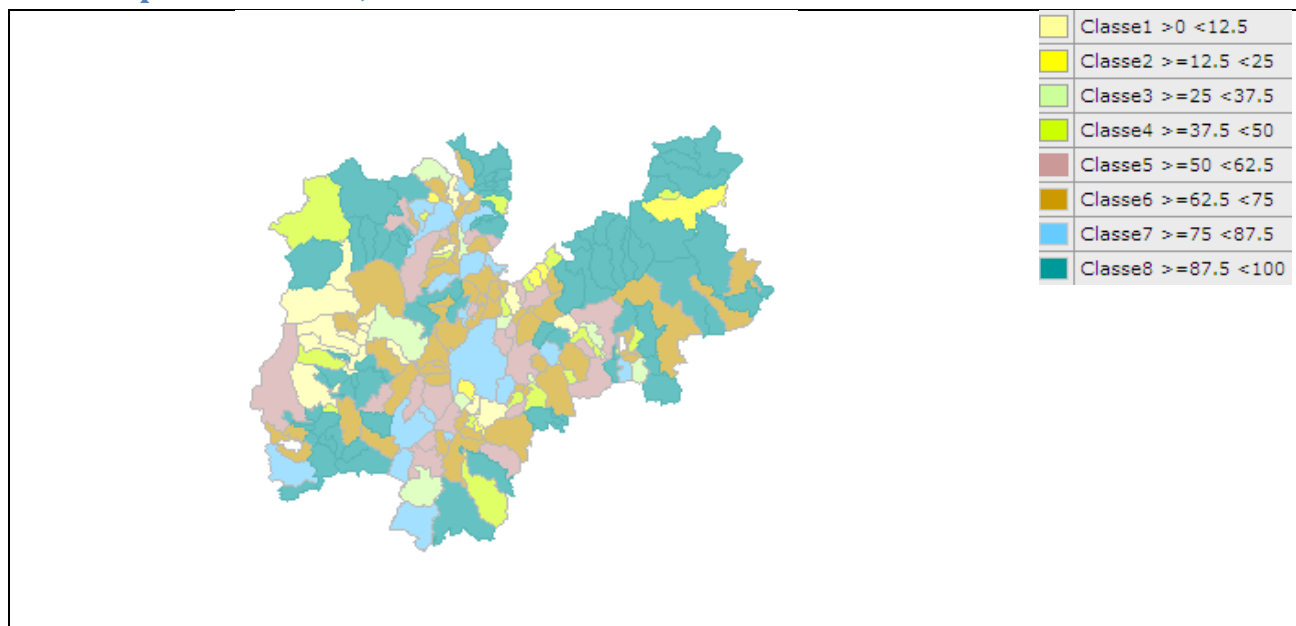 Classe1 >0 <12.5
Classe2 >=12.5 <25
Classe3 >=25 <37.5
Classe4 >=37.5 <50
Classe5 >=50 <62.5
Classe6 >=62.5 <75
Classe7 >=75 <87.5
Classe8 >=87.5 <100